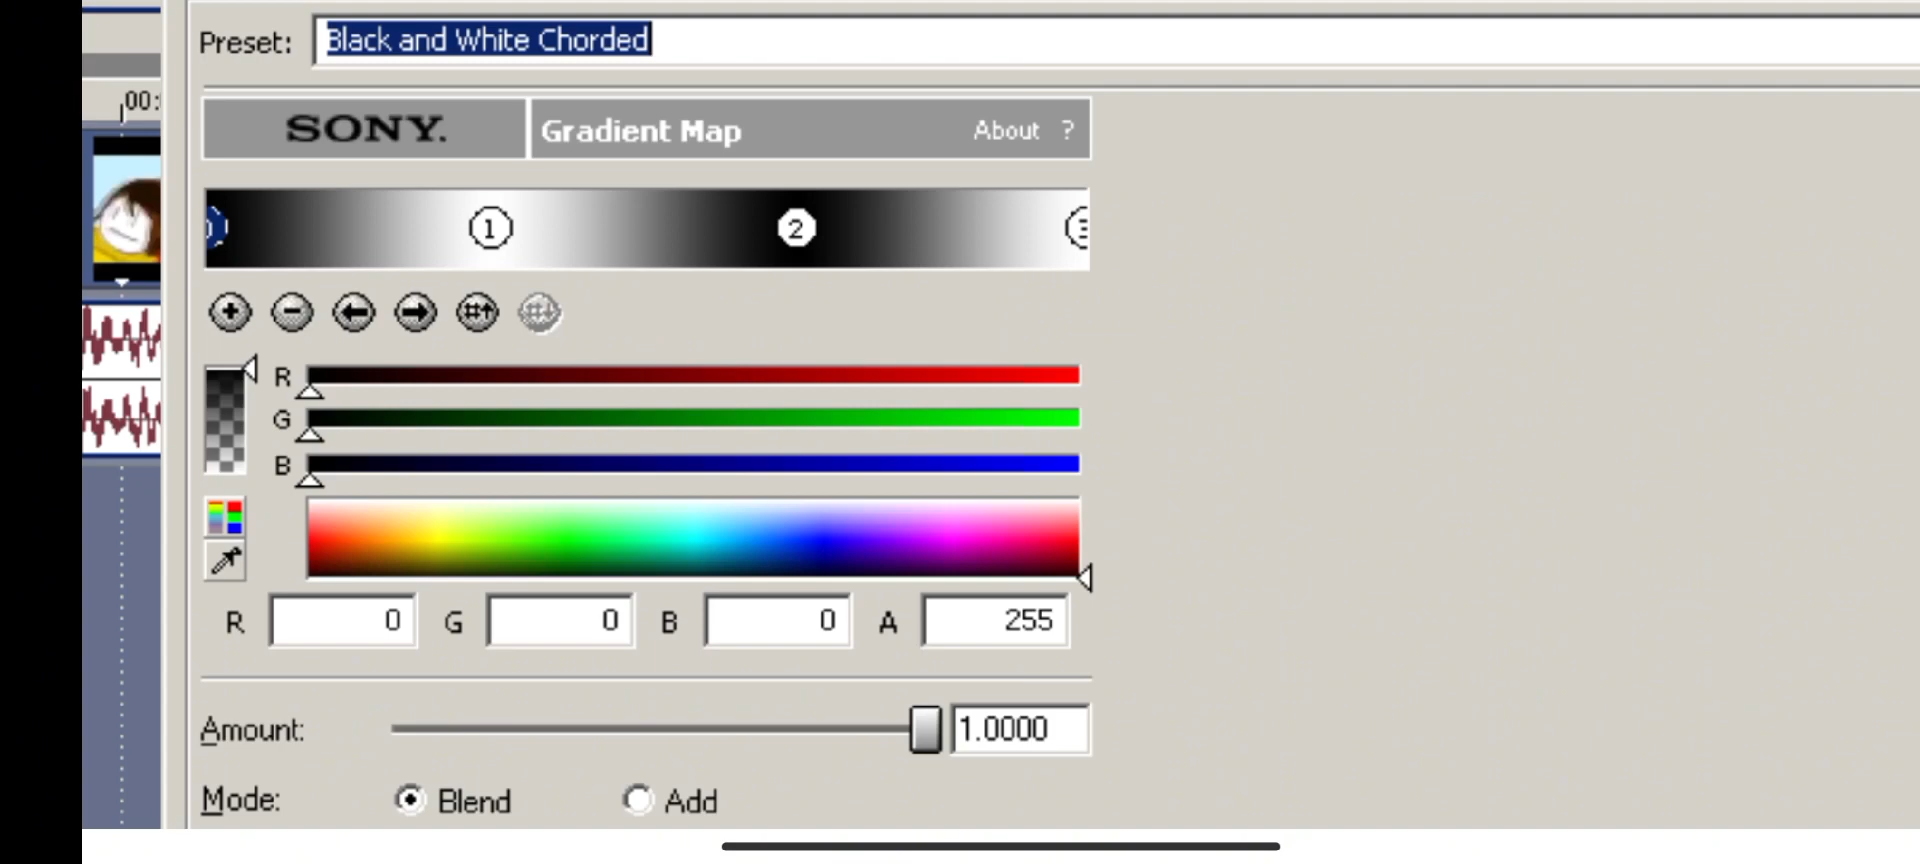 Preset: Black and White Chorded
00:
SONY. Gradient Map About ?
1 2 3
R
G
B
R 0 G 0 B 0 A 255
Amount: 1.0000
Mode: Blend Add